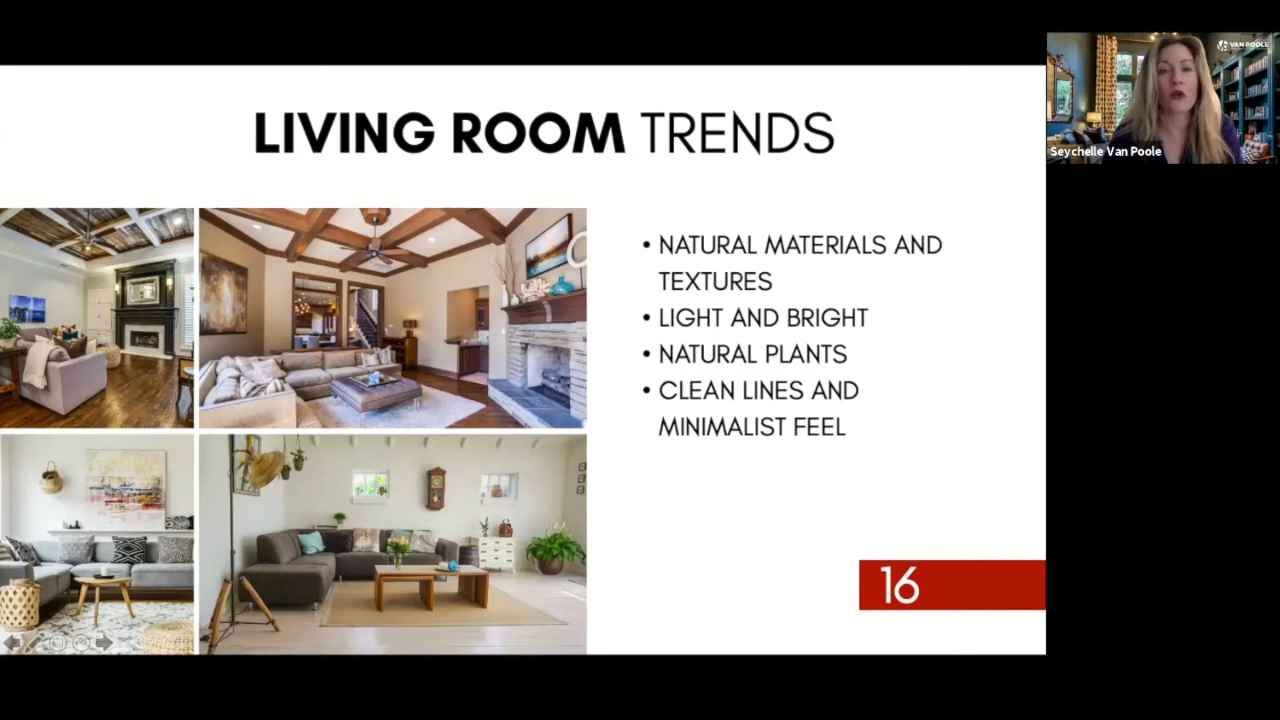 LIVING ROOM TRENDS
• NATURAL MATERIALS AND
TEXTURES
• LIGHT AND BRIGHT
• NATURAL PLANTS
• CLEAN LINES AND
MINIMALIST FEEL
16
VAN POOLE
Seychelle Van Poole